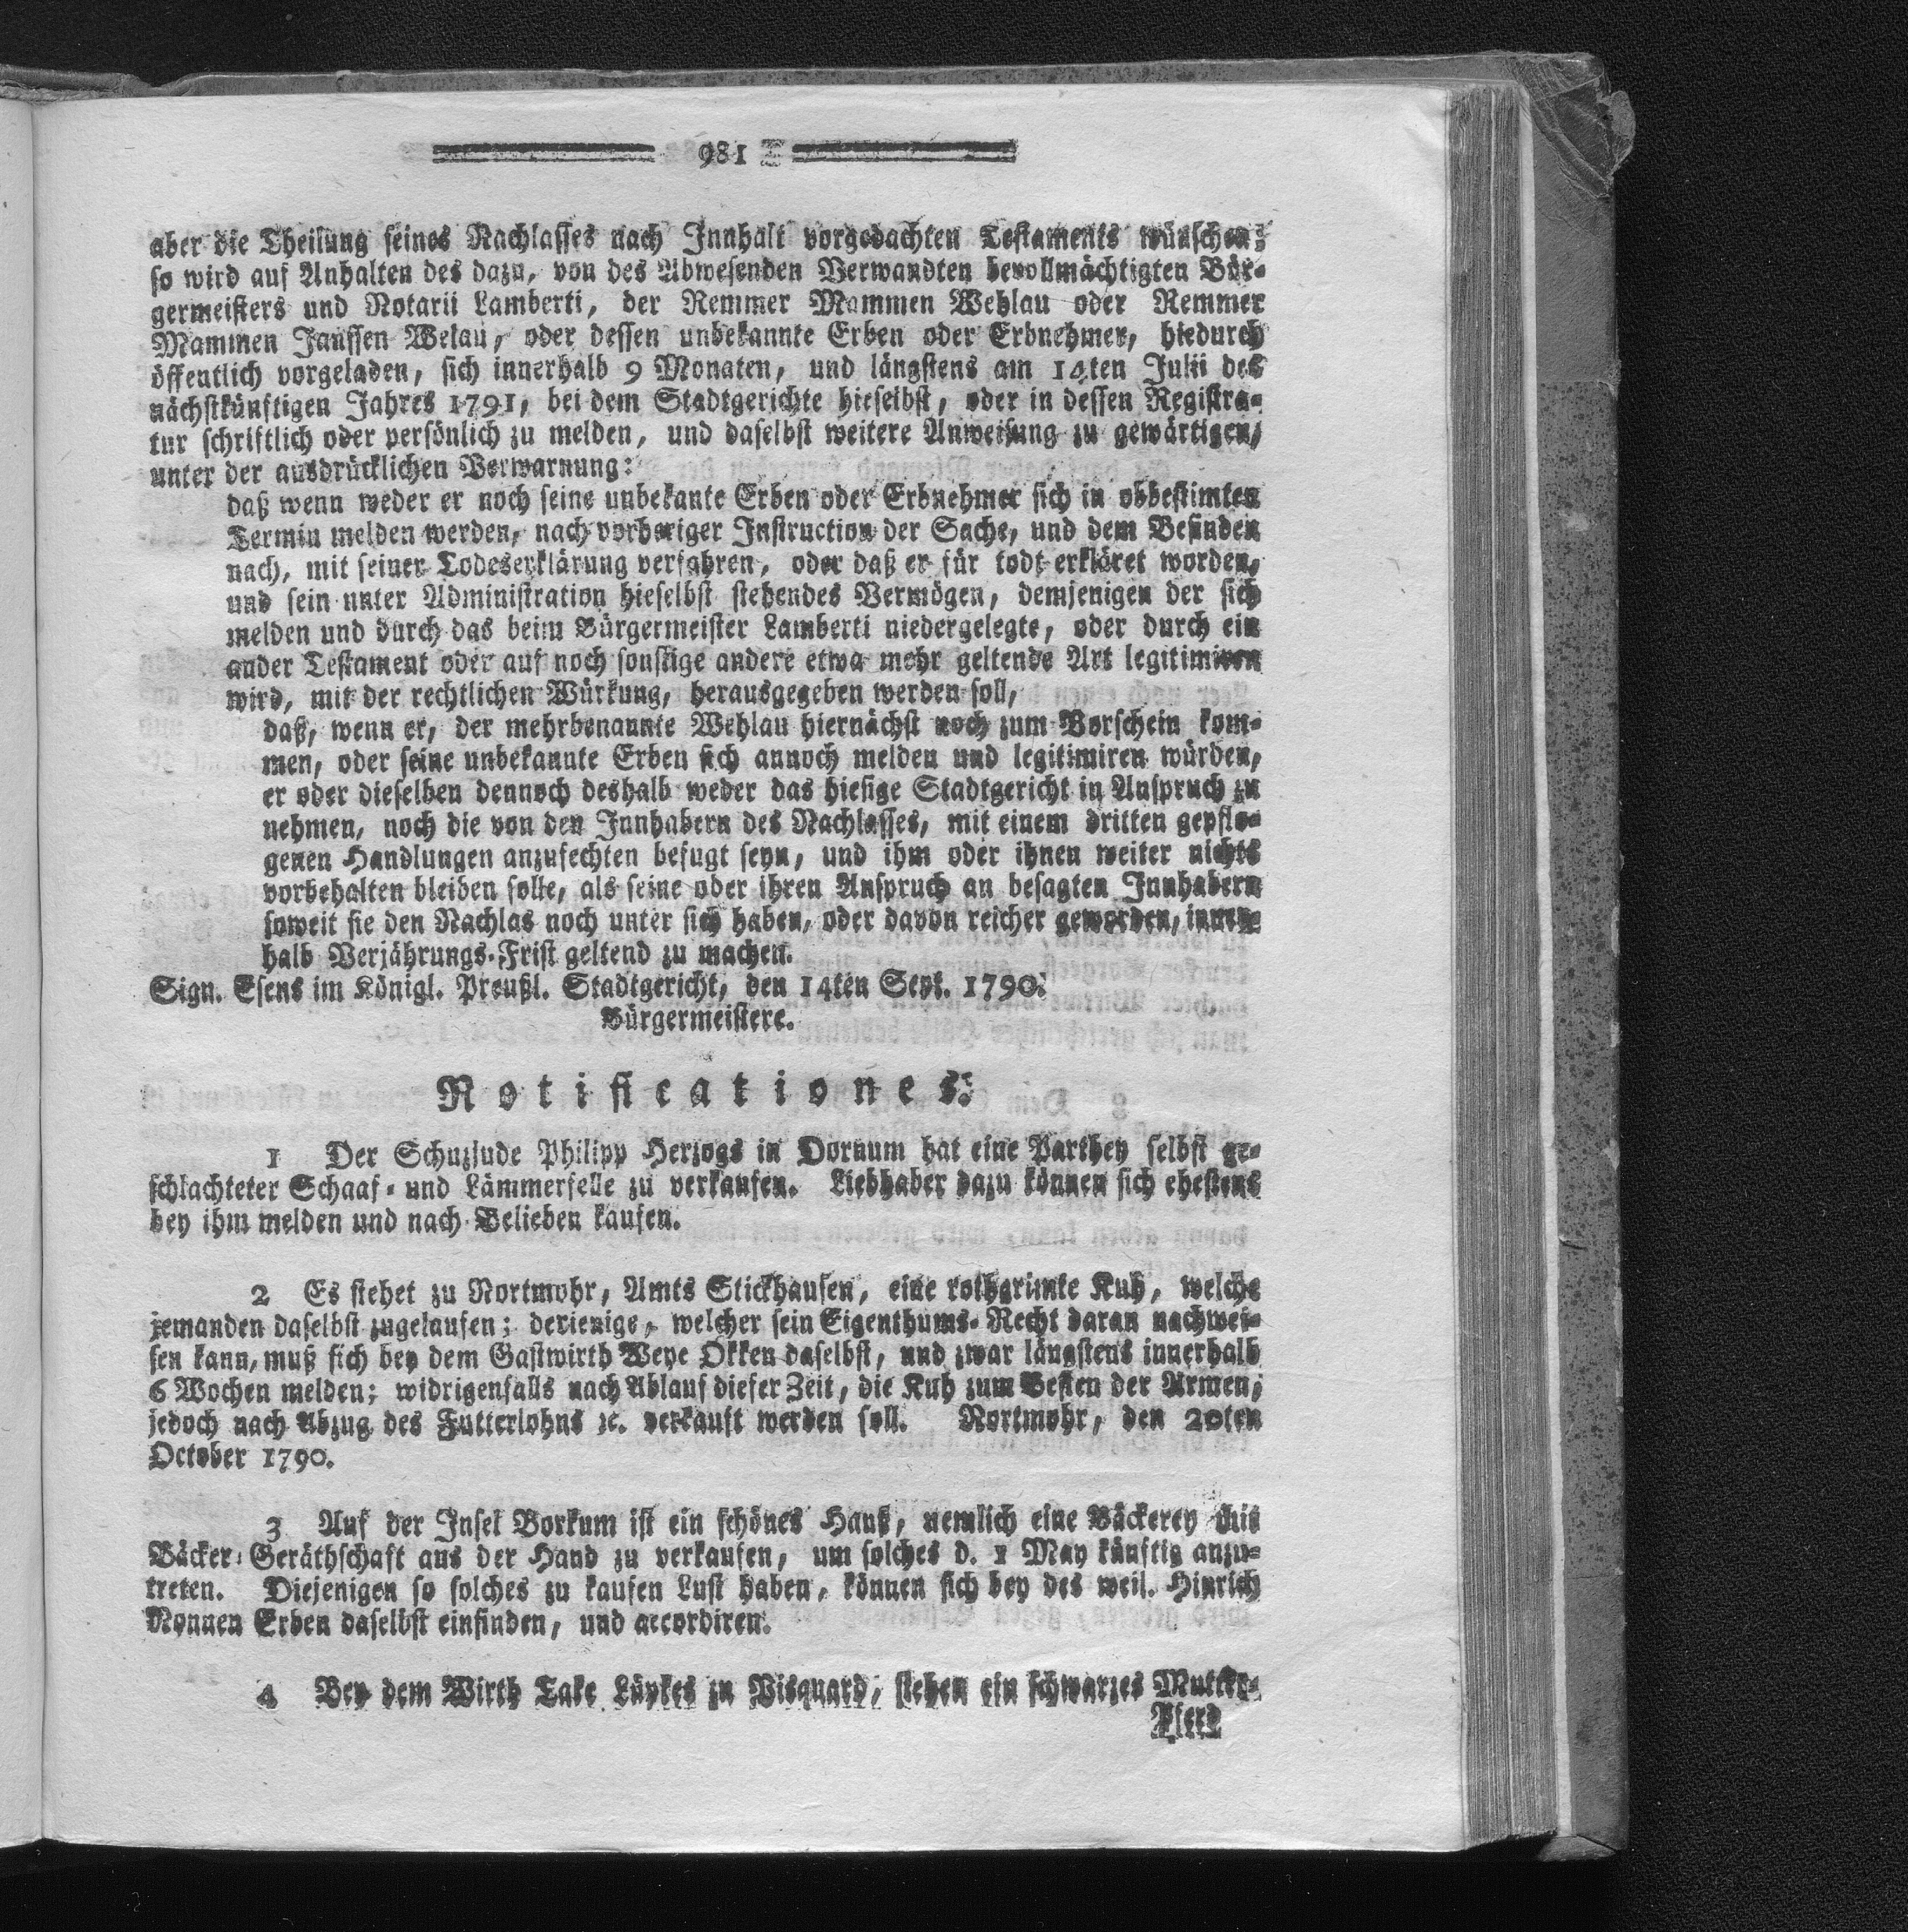 981
aber die Theilung seines Nachlasses nach Innhalt vorgedachten Testaments wünschen;
so wird auf Anhalten des dazu, von des Abwesenden Verwandten bevollmächtigten Bür-
germeisters und Notarii Lamberti, der Remmer Mammen Wehlau oder Remmer
Mammen Janssen Welau, oder dessen unbekannte Erben oder Erbnehmer, hiedurch
öffentlich vorgeladen, sich innerhalb 9 Monaten, und längstens am 14ten Julii des
nächstkünftigen Jahres 1791, bei dem Stadtgerichte hieselbst, oder in dessen Registra-
tur schriftlich oder persönlich zu melden, und daselbst weitere Anweisung zu gewärtigen,
unter der ausdrücklichen Verwarnung:
daß wenn weder er noch seine unbekante Erben oder Erbnehmer sich in obbestimten
Termin melden werden, nach vorheriger Instruction der Sache, und dem Befinden
nach, mit seiner Todeserklärung verfahren, oder daß er für todt erkläret worden,
und sein unter Administration hieselbst stehendes Vermögen, demjenigen der sich
melden und durch das beim Bürgermeister Lamberti niedergelegte, oder durch ein
ander Testament oder auf noch sonstige andere etwa mehr geltende Art legitimiren
wird, mit der rechtlichen Würkung, herausgegeben werden soll,
daß, wenn er, der mehrbenannte Wehlau hiernächst noch zum Vorschein kom-
men, oder seine unbekannte Erben sich annoch melden und legitimiren würden,
er oder dieselben dennoch deshalb weder das hiesige Stadtgericht in Anspruch zu
nehmen, noch die von den Innhabern des Nachlasses, mit einem dritten gepflo-
genen Handlungen anzufechten befugt seyn, und ihm oder ihnen weiter nichts
vorbehalten bleiben solle, als seine oder ihren Anspruch an besagten Innhabern
soweit sie den Nachlas noch unter sich haben, oder davon reicher geworden, inner-
halb Verjährungs-Frist geltend zu machen.
Sign. Esens im Königl. Preußl. Stadtgericht, den 14ten Sept. 1790.
Bürgermeistere.
Notificationes.
1 Der Schuzjude Philipp Herzogs in Dornum hat eine Parthey selbst ge-
schlachteter Schaaf- und Lämmerfelle zu verkaufen. Liebhaber dazu können sich ehestens
bey ihm melden und nach Belieben kaufen.
2 Es stehet zu Nortmohr, Amts Stickhausen, eine rothgrimte Kuh, welche
jemanden daselbst zugelaufen; derjenige, welcher sein Eigenthums-Recht daran nachwei-
sen kann, muß sich bey dem Gastwirth Weye Okken daselbst, und zwar längstens innerhalb
6 Wochen melden; widrigenfalls nach Ablauf dieser Zeit, die Kuh zum Besten der Armen,
jedoch nach Abzug des Futterlohns ꝛc. verkauft werden soll. Nortmohr, den 20ten
October 1790.
3 Auf der Insel Borkum ist ein schönes Hauß, nemlich eine Bäckerey mit
Bäcker-Geräthschaft aus der Hand zu verkaufen, um solches d. 1 May künftig anzu-
treten. Diejenigen so solches zu kaufen Lust haben, können sich bey des weil. Hinrich
Nonnen Erben daselbst einfinden, und accordiren.
4 Bey dem Wirth Take Lüpkes zu Visquard, stehen ein schwarzes Mutter-
Pferd